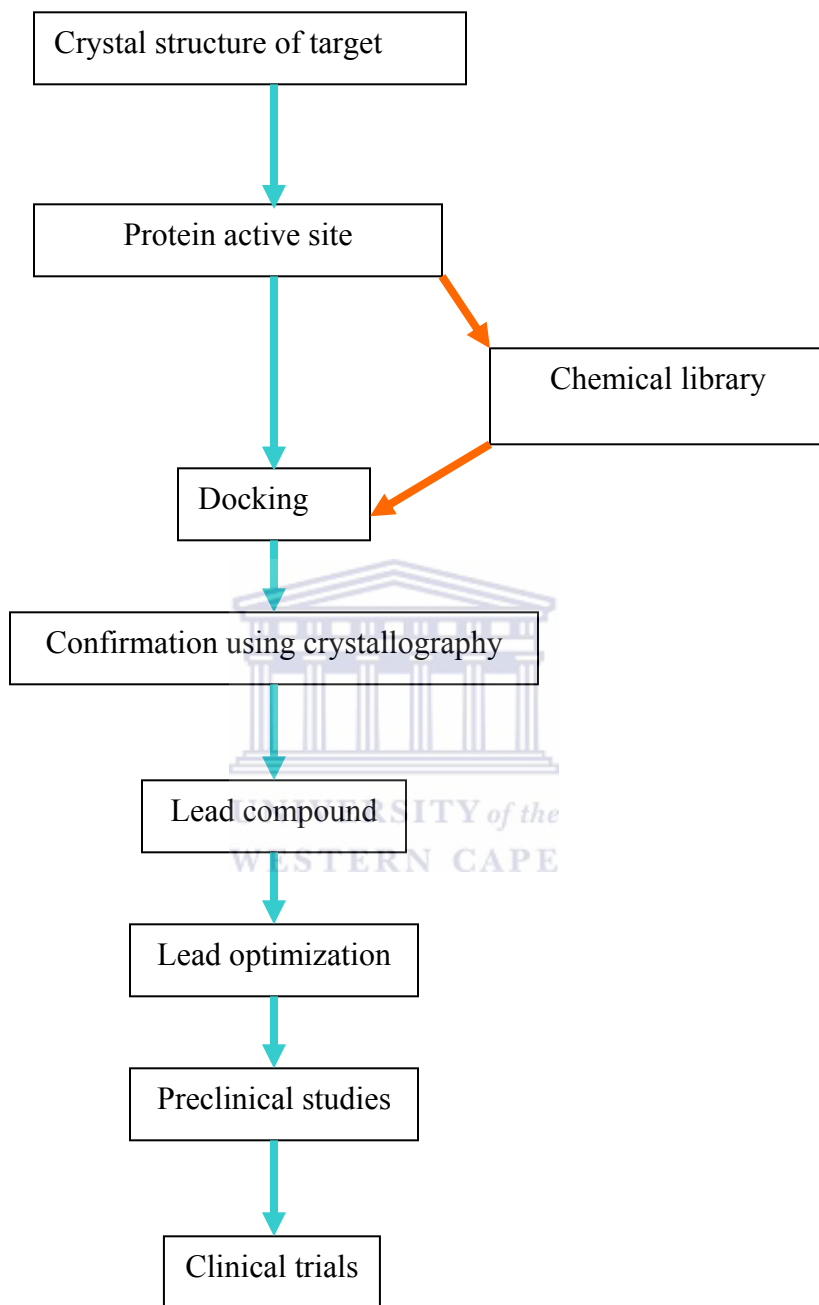 Crystal structure of target
Protein active site
Chemical library
Docking
Confirmation using crystallography
Lead compound
UNIVERSITY of the
WESTERN CAPE
Lead optimization
Preclinical studies
Clinical trials